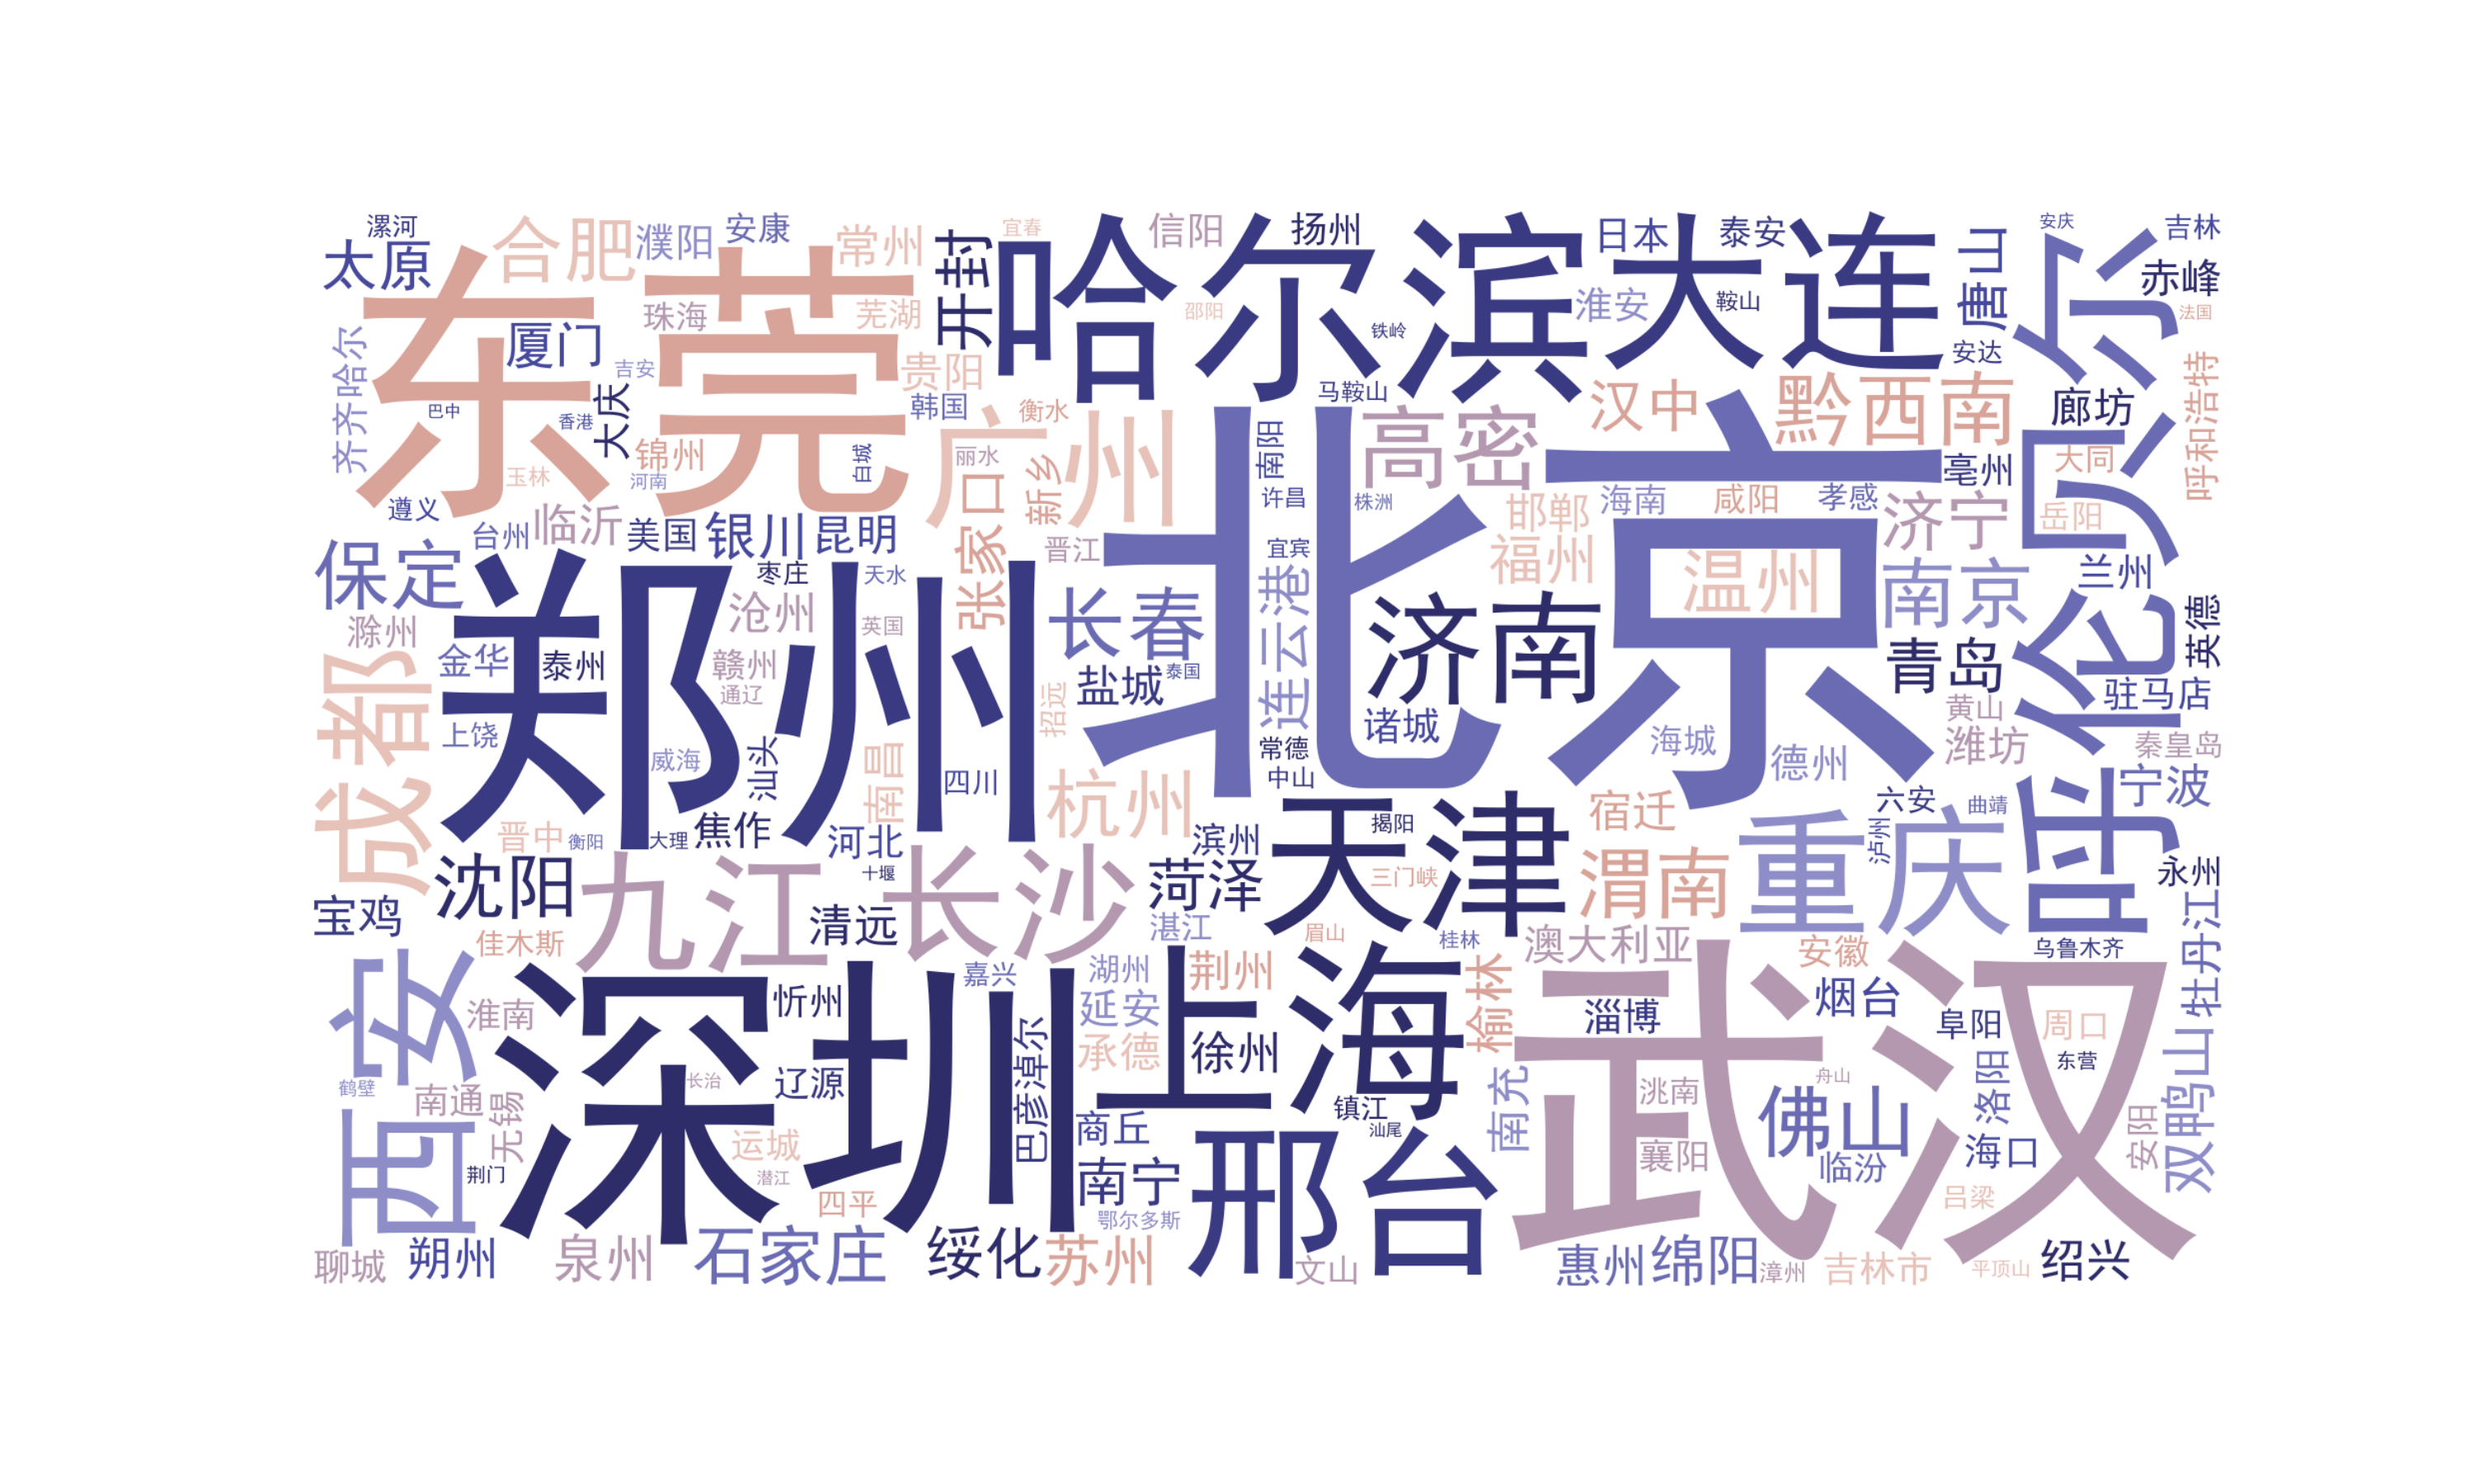 漯河
太原
合肥
濮阳
安康
常州
宜春
信阳
扬州
日本
泰安
安庆
吉林
东莞
哈尔滨
大连
唐山
赤峰
法国
厦门
珠海
芜湖
开封
邵阳
铁岭
淮安
鞍山
安达
齐齐哈尔
吉安
贵阳
韩国
衡水
马鞍山
汉中
黔西南
廊坊
呼和浩特
巴中
香港
大庆
锦州
白城
广州
丽水
新乡
南阳
高密
亳州
大同
呼伦贝尔
玉林
河南
遵义
台州
临沂
美国
银川
昆明
张家口
晋江
许昌
株洲
邯郸
海南
咸阳
孝感
济宁
岳阳
保定
枣庄
天水
宜宾
福州
温州
南京
兰州
北京
郑州
滁州
沧州
英国
长春
连云港
济南
青岛
英德
金华
泰州
赣州
通辽
盐城
泰国
招远
驻马店
成都
上饶
威海
汕头
南昌
四川
诸城
常德
中山
海城
德州
黄山
潍坊
秦皇岛
宁波
晋中
衡阳
大理
焦作
河北
杭州
滨州
天津
揭阳
宿迁
六安
曲靖
泸州
重庆
沈阳
九江
十堰
长沙
菏泽
三门峡
渭南
永州
宝鸡
佳木斯
清远
湛江
眉山
桂林
澳大利亚
安徽
乌鲁木齐
牡丹江
西安
深圳
淮南
忻州
嘉兴
湖州
荆州
延安
上海
榆林
淄博
烟台
阜阳
周口
武汉
东营
鹤壁
南通
无锡
长治
辽源
巴彦淖尔
承德
徐州
镇江
汕尾
南充
洮南
舟山
佛山
洛阳
双鸭山
荆门
运城
潜江
商丘
南宁
邢台
襄阳
临汾
海口
安阳
四平
鄂尔多斯
吕梁
聊城
朔州
泉州
石家庄
绥化
苏州
文山
惠州
绵阳
漳州
吉林市
平顶山
绍兴